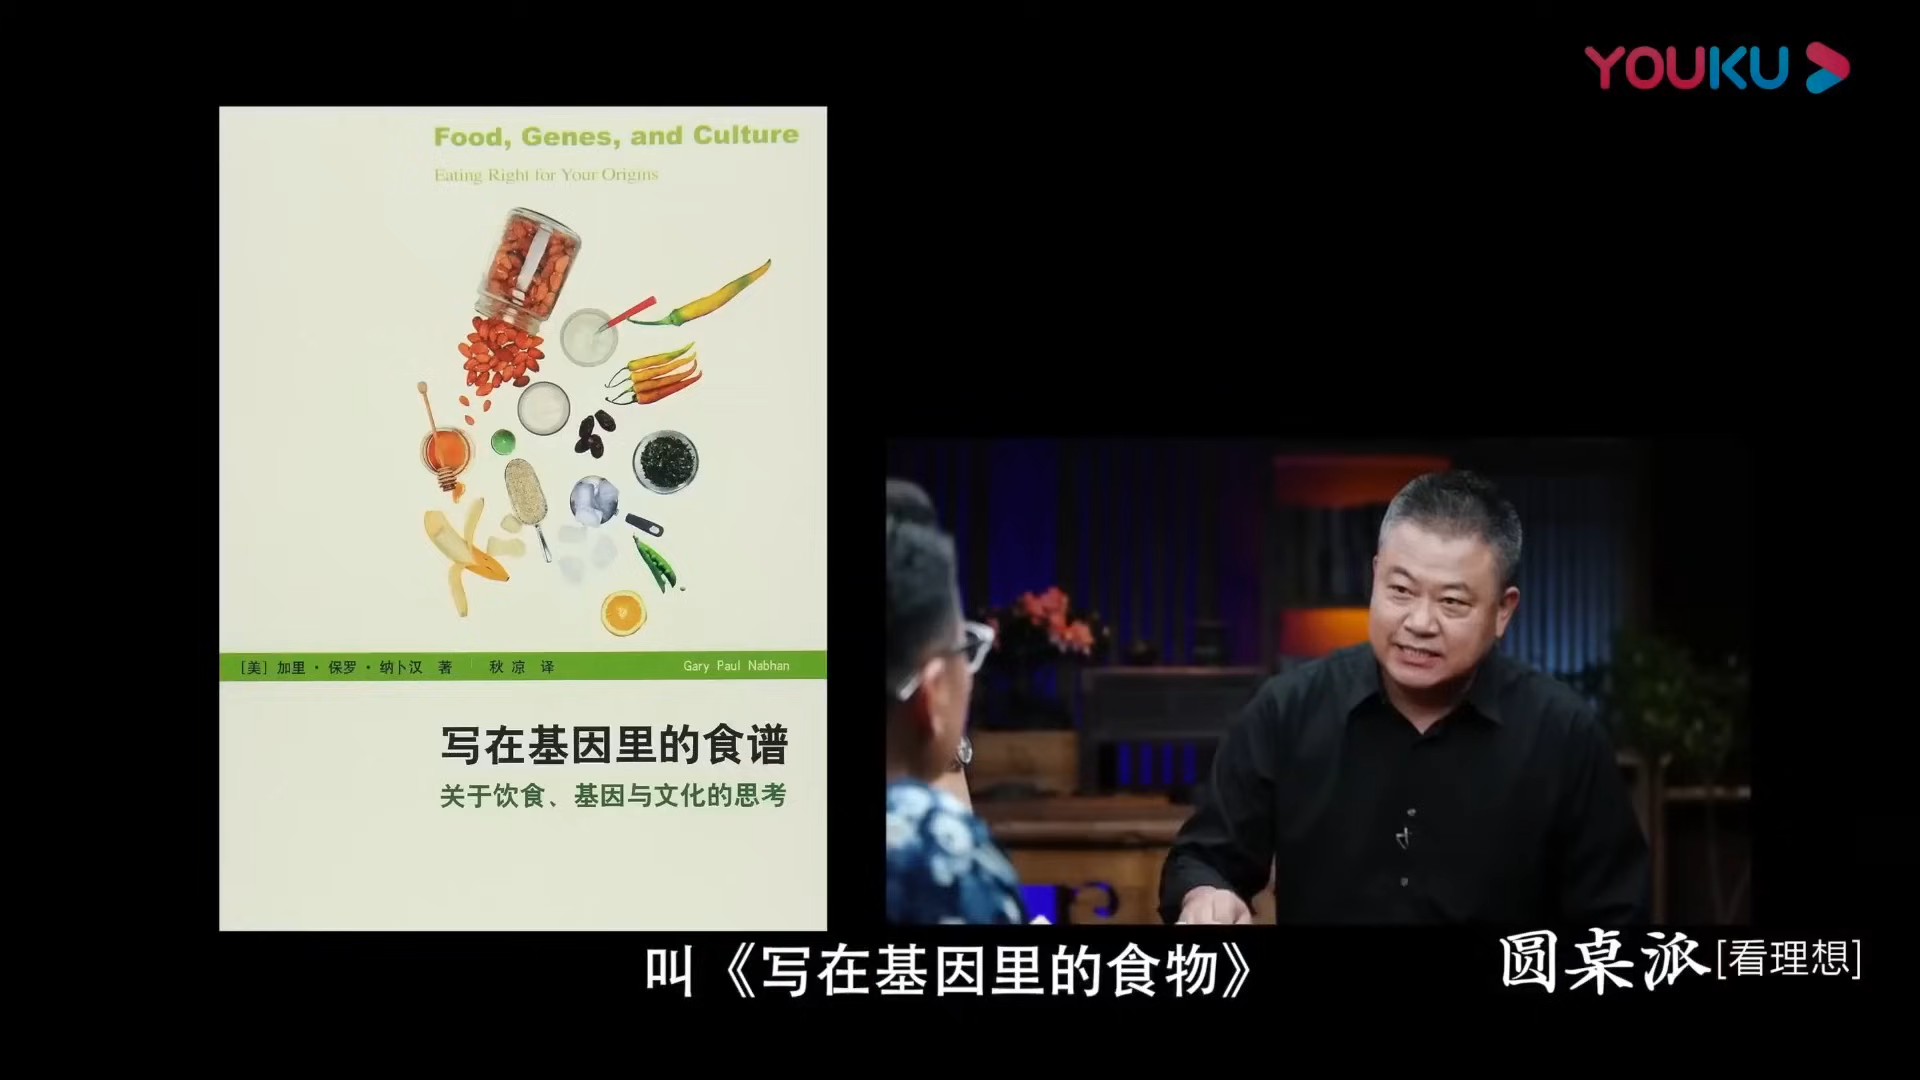 YOUKU
Food, Genes, and Culture
Eating Right for Your Origins
[美] 加里·保罗·纳卜汉 著 秋凉 译 Gary Paul Nabhan
写在基因里的食谱
关于饮食、基因与文化的思考
叫《写在基因里的食物》
圆桌派[看理想]